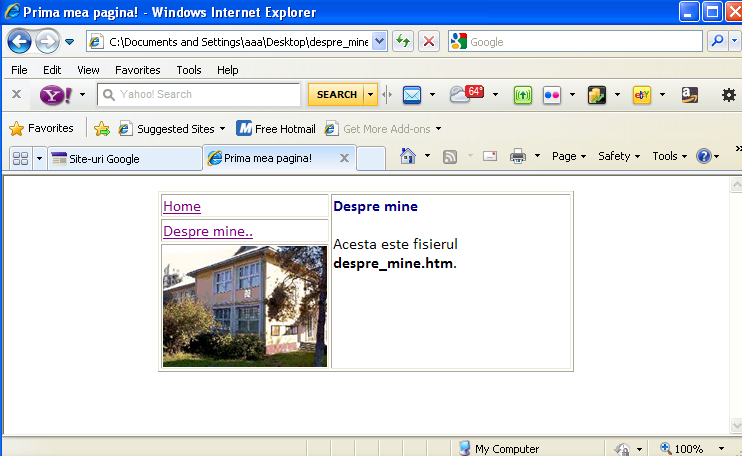 Prima mea pagina! - Windows Internet Explorer
C:\Documents and Settings\aaa\Desktop\despre_mine
Google
File Edit View Favorites Tools Help
Y! Yahoo! Search SEARCH 64° ebY a
Favorites Suggested Sites Free Hotmail Get More Add-ons
Site-uri Google Prima mea pagina! Page Safety Tools
Home
Despre mine..
Despre mine
Acesta este fisierul
despre_mine.htm.
My Computer 100%